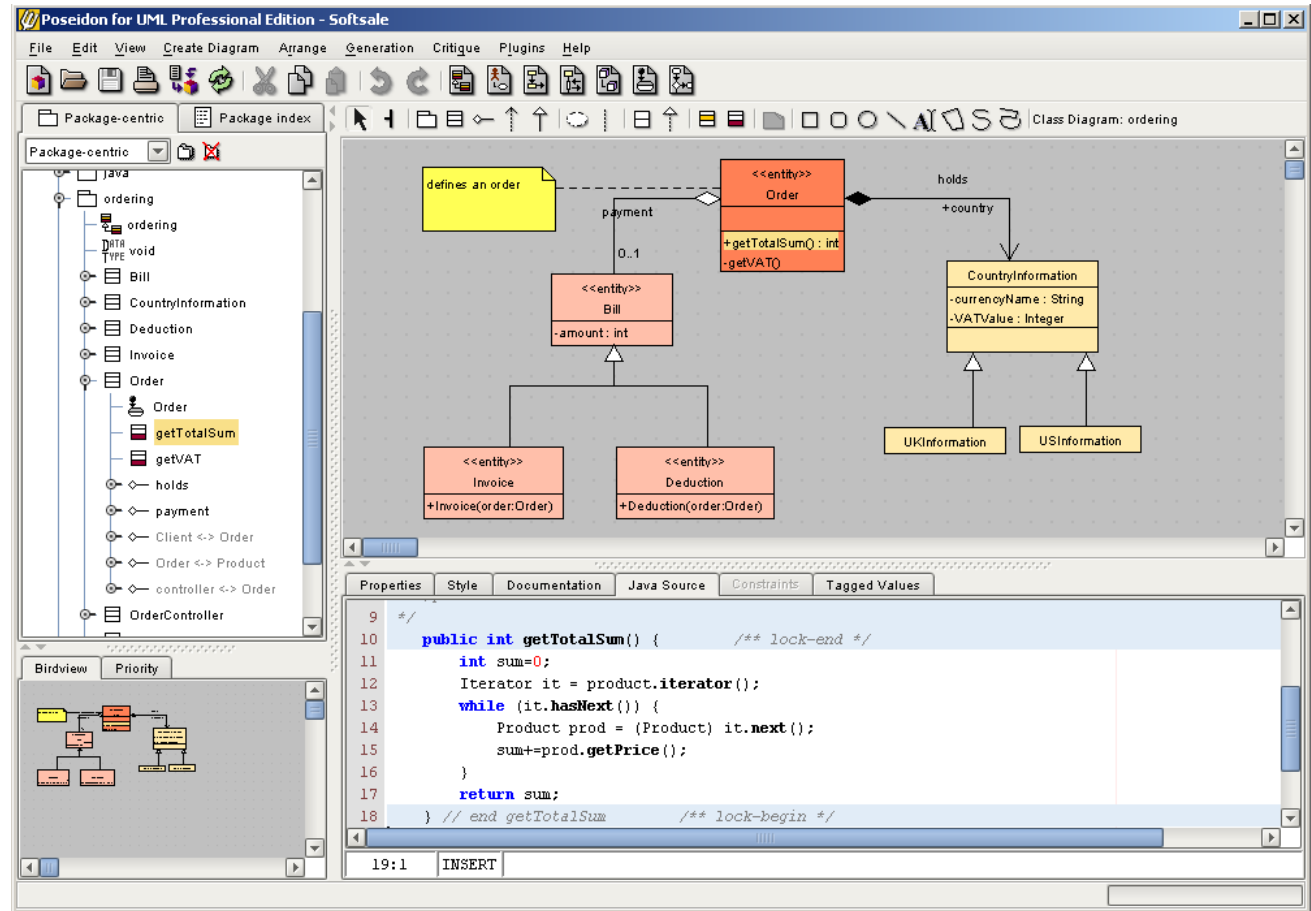 Poseidon for UML Professional Edition - Softsale
File Edit View Create Diagram Arrange Generation Critique Plugins Help
Package-centric Package index
Class Diagram: ordering
Package-centric
java
ordering
ordering
DATA TYPE void
Bill
CountryInformation
Deduction
Invoice
Order
Order
getTotalSum
getVAT
holds
payment
Client <-> Order
Order <-> Product
controller <-> Order
OrderController
Birdview Priority
defines an order
<<entity>>
Order
+getTotalSum() : int
-getVAT()
payment
0..1
holds
+country
<<entity>>
Bill
-amount : int
CountryInformation
-currencyName : String
-VATValue : Integer
<<entity>>
Invoice
+Invoice(order:Order)
<<entity>>
Deduction
+Deduction(order:Order)
UKInformation
USInformation
Properties Style Documentation Java Source Constraints Tagged Values
9 */
10 public int getTotalSum() { /** lock-end */
11 int sum=0;
12 Iterator it = product.iterator();
13 while (it.hasNext()) {
14 Product prod = (Product) it.next();
15 sum+=prod.getPrice();
16 }
17 return sum;
18 } // end getTotalSum /** lock-begin */
19:1 INSERT